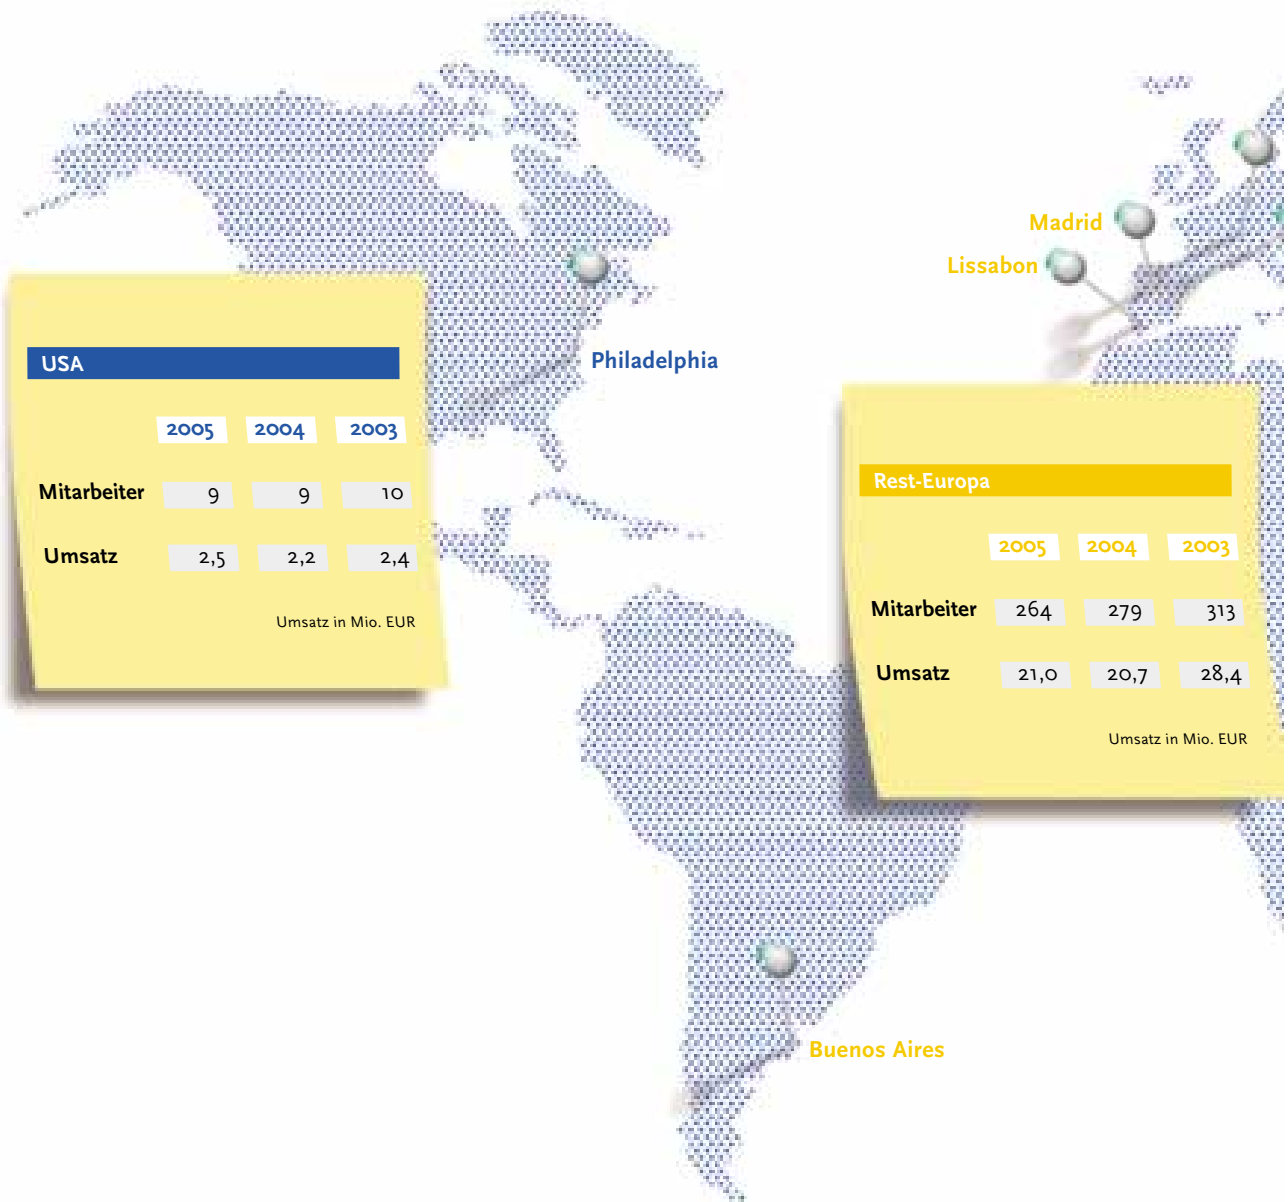 Madrid
Lissabon
Philadelphia
USA
2005 2004 2003
Mitarbeiter 9 9 10
Umsatz 2,5 2,2 2,4
Umsatz in Mio. EUR
Rest-Europa
2005 2004 2003
Mitarbeiter 264 279 313
Umsatz 21,0 20,7 28,4
Umsatz in Mio. EUR
Buenos Aires